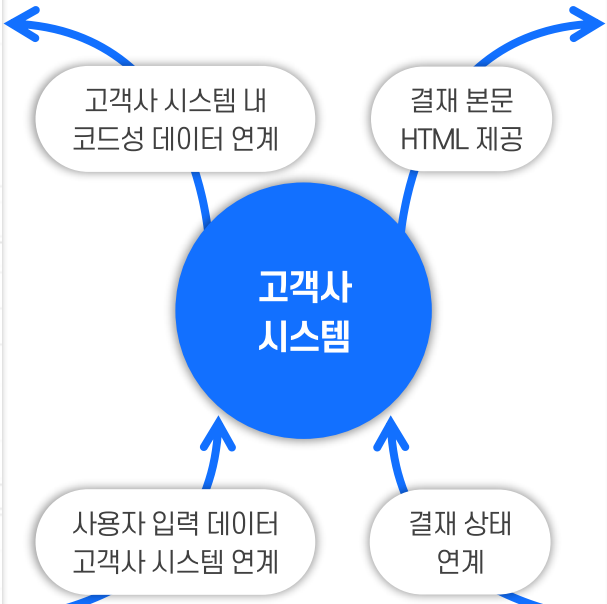 고객사 시스템 내
코드성 데이터 연계
결재 본문
HTML 제공
고객사
시스템
사용자 입력 데이터
고객사 시스템 연계
결재 상태
연계